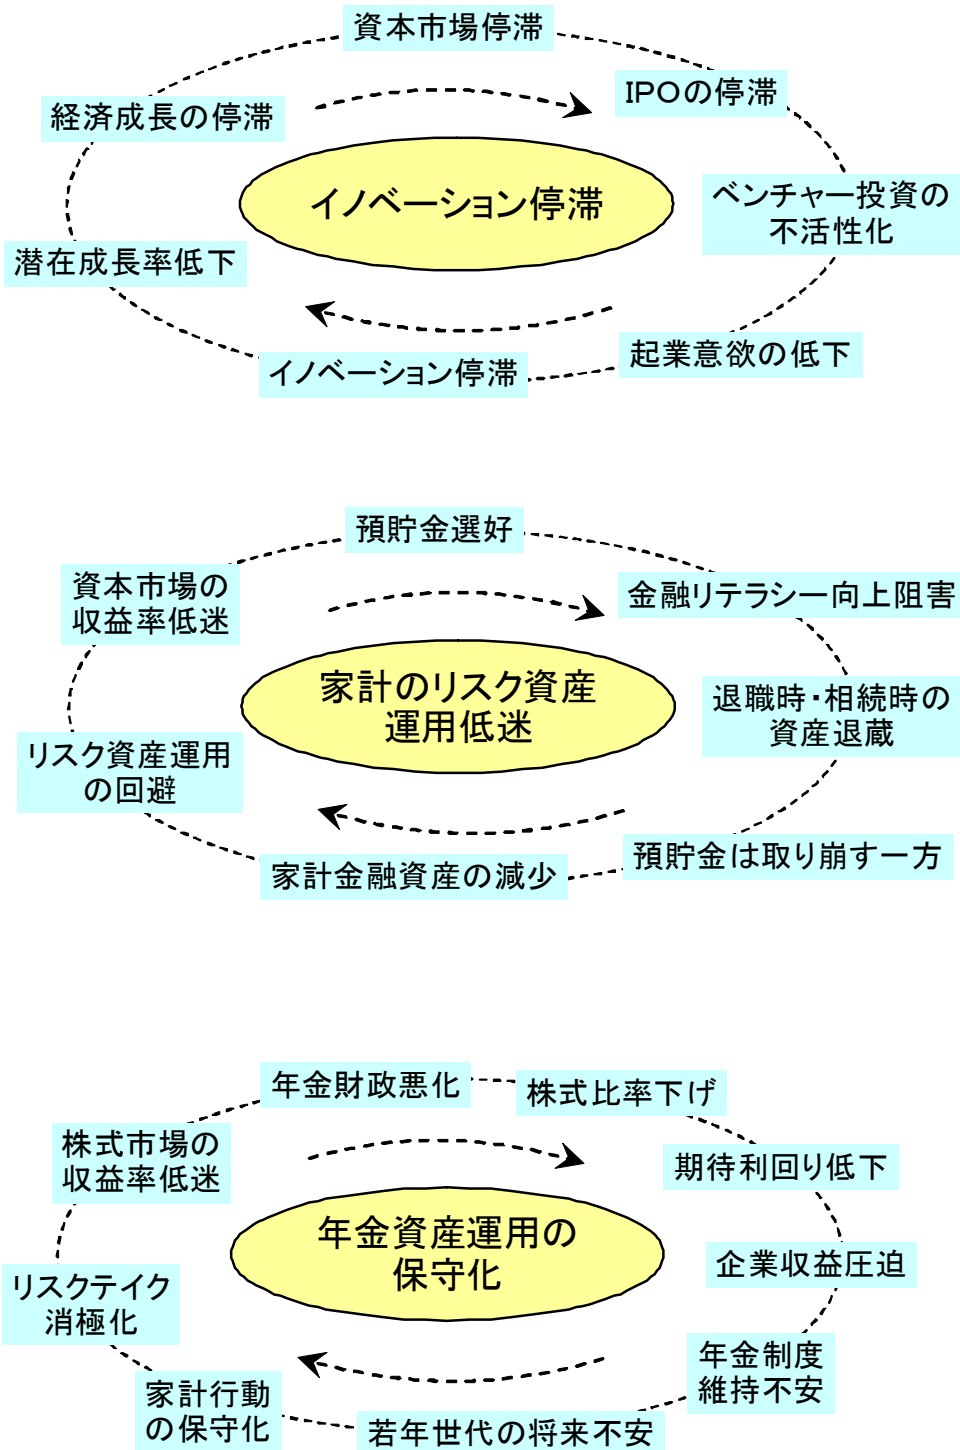 資本市場停滞
IPOの停滞
経済成長の停滞
ベンチャー投資の
不活性化
イノベーション停滞
潜在成長率低下
起業意欲の低下
イノベーション停滞
預貯金選好
資本市場の
収益率低迷
金融リテラシー向上阻害
家計のリスク資産
運用低迷
退職時・相続時の
資産退蔵
リスク資産運用
の回避
預貯金は取り崩す一方
家計金融資産の減少
年金財政悪化
株式比率下げ
株式市場の
収益率低迷
期待利回り低下
年金資産運用の
保守化
企業収益圧迫
リスクテイク
消極化
年金制度
維持不安
家計行動
の保守化
若年世代の将来不安